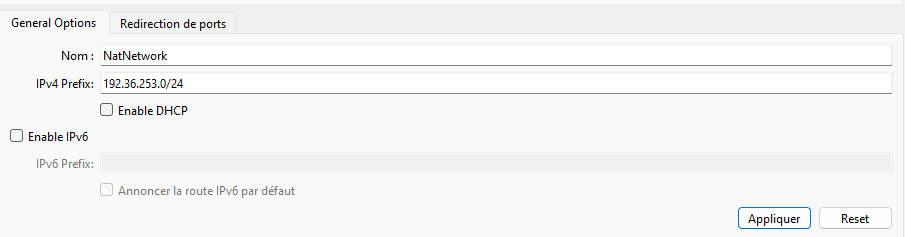 General Options Redirection de ports
Nom : NatNetwork
IPv4 Prefix: 192.36.253.0/24
Enable DHCP
Enable IPv6
IPv6 Prefix:
Annoncer la route IPv6 par défaut
Appliquer Reset